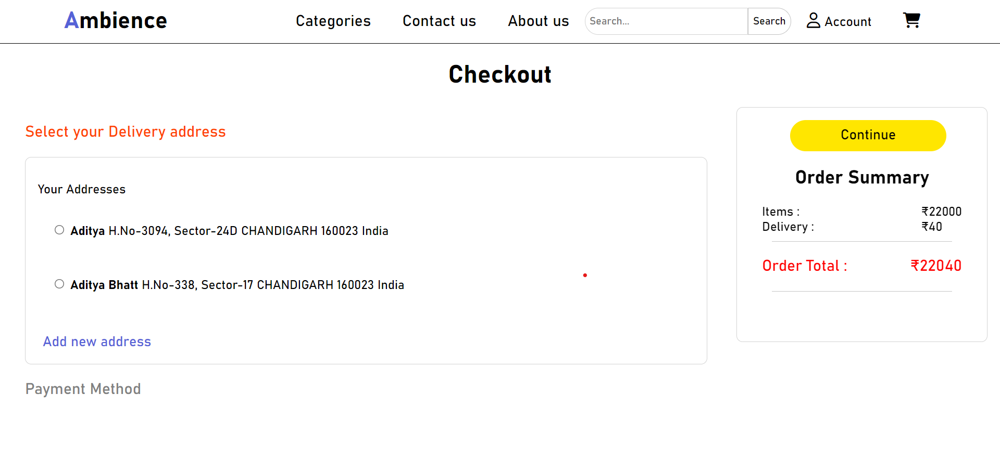 Ambience Categories Contact us About us Search... Search Account
Checkout
Select your Delivery address
Your Addresses
Aditya H.No-3094, Sector-24D CHANDIGARH 160023 India
Aditya Bhatt H.No-338, Sector-17 CHANDIGARH 160023 India
Add new address
Payment Method
Continue
Order Summary
Items : ₹22000
Delivery : ₹40
Order Total : ₹22040